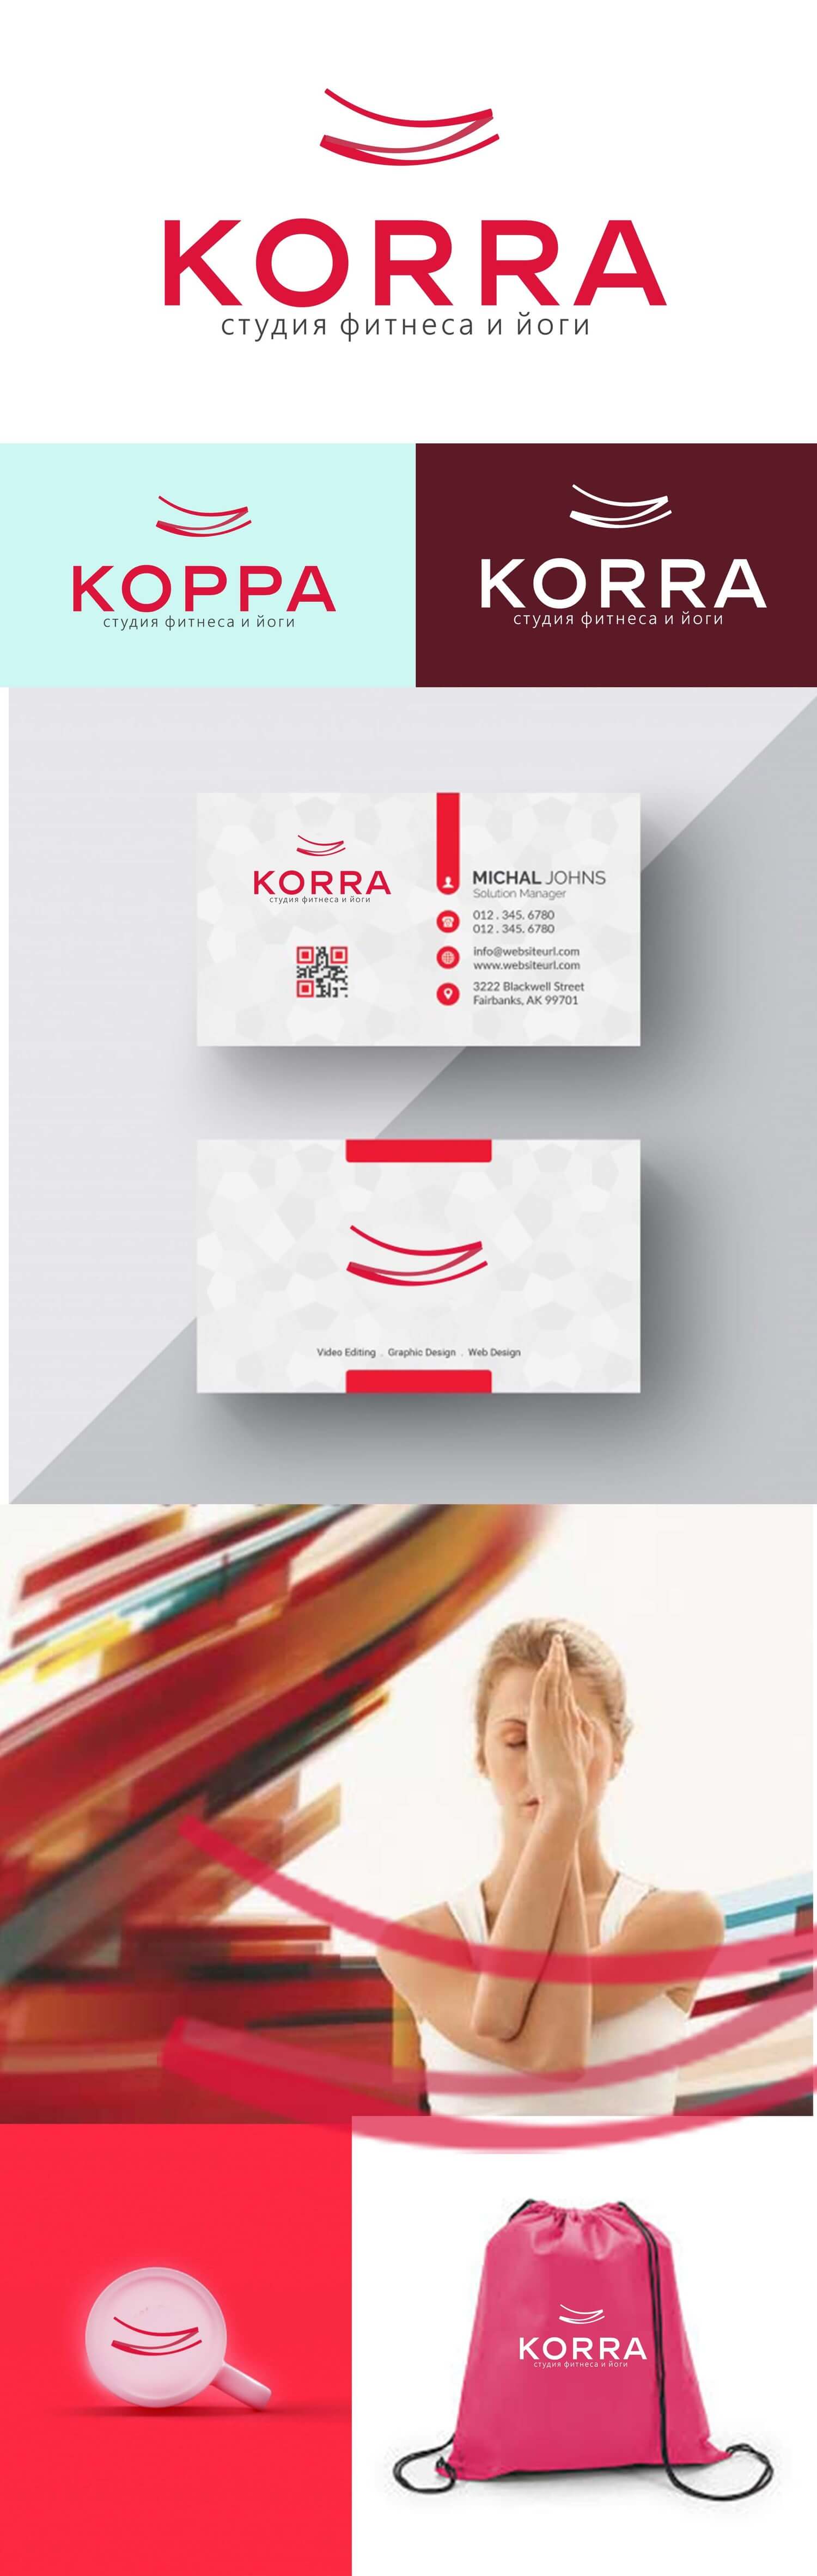 KORRA
студия фитнеса и йоги
КОРРА
студия фитнеса и йоги
KORRA
студия фитнеса и йоги
KORRA
студия фитнеса и йоги
MICHAL JOHNS
Solution Manager
012 . 345. 6780
012 . 345. 6780
info@websiteurl.com
www.websiteurl.com
3222 Blackwell Street
Fairbanks, AK 99701
Video Editing . Graphic Design . Web Design
KORRA
студия фитнеса и йоги